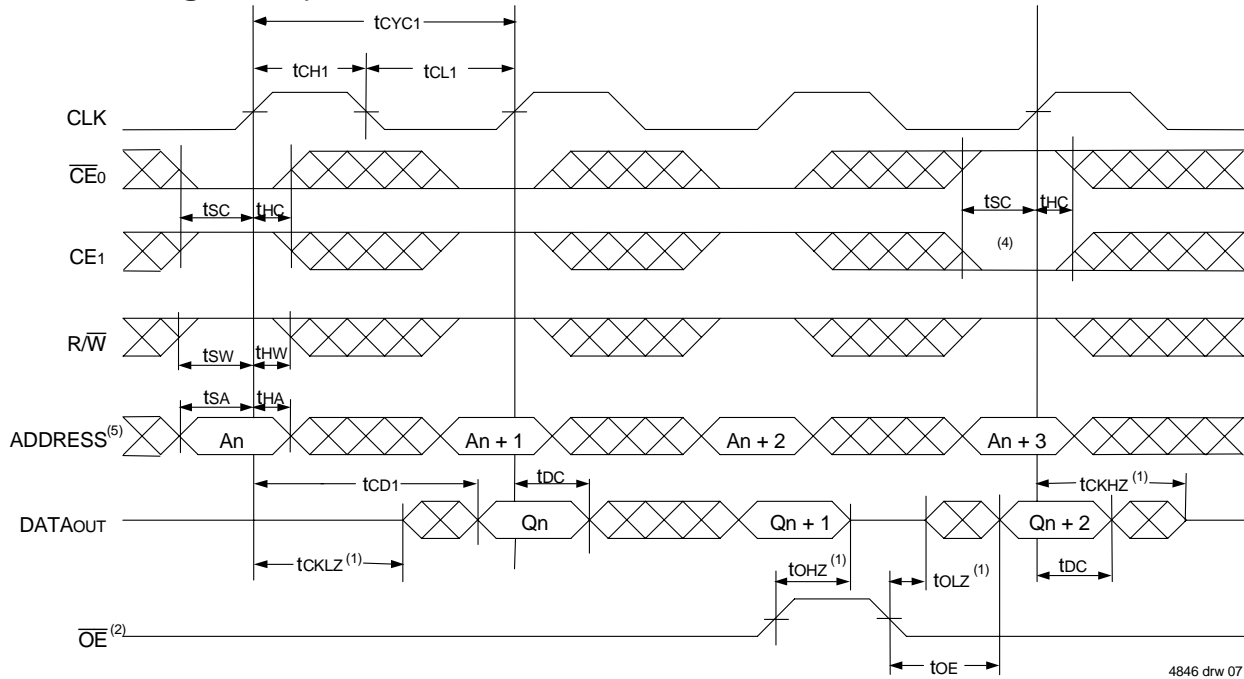 tCYC1
tCH1 tCL1
CLK
CE0
tSC tHC tSC tHC
CE1 (4)
R/W
tSW tHW
tSA tHA
ADDRESS(5) An An + 1 An + 2 An + 3
tCD1 tDC tCKHZ(1)
DATAOUT Qn Qn + 1 Qn + 2
tCKLZ(1) tOHZ(1) tOLZ(1) tDC
OE(2)
tOE
4846 drw 07